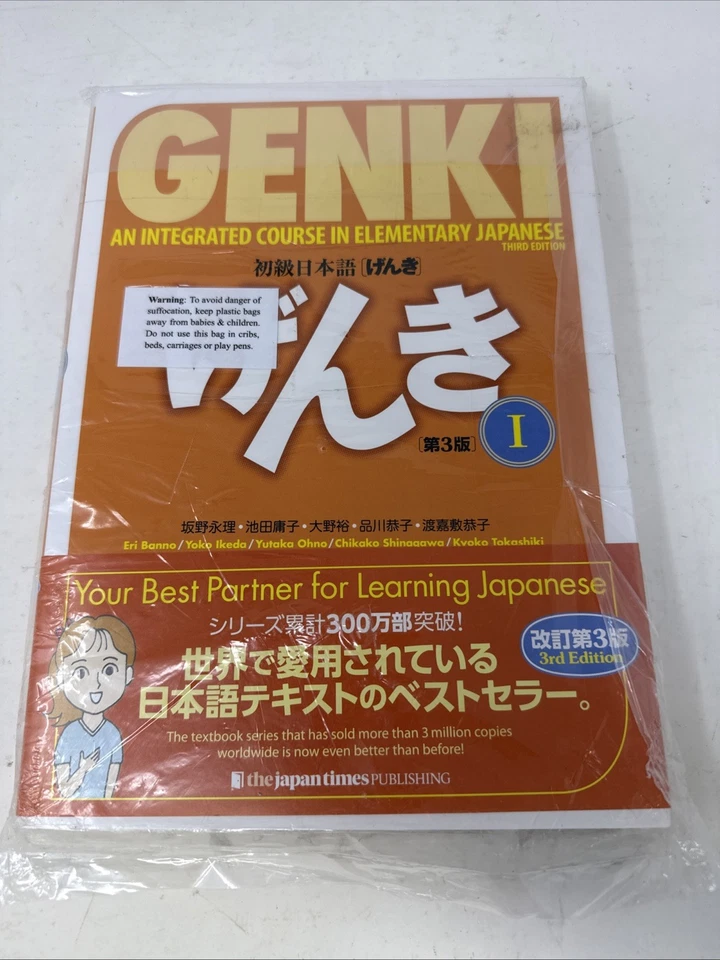 GENKI
AN INTEGRATED COURSE IN ELEMENTARY JAPANESE
THIRD EDITION
初級日本語[げんき]
Warning: To avoid danger of
suffocation, keep plastic bags
away from babies & children.
Do not use this bag in cribs,
beds, carriages or play pens.
げんき
[第3版]
I
坂野永理・池田庸子・大野裕・品川恭子・渡嘉敷恭子
Eri Banno/Yoko Ikeda/Yutaka Ohno/Chikako Shinagawa/Kyoko Tokashiki
Your Best Partner for Learning Japanese
シリーズ累計300万部突破!
改訂第3版
3rd Edition
世界で愛用されている
日本語テキストのベストセラー。
The textbook series that has sold more than 3 million copies
worldwide is now even better than before!
the japan times PUBLISHING